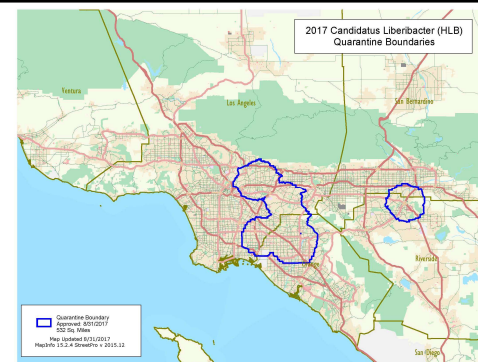 2017 Candidatus Liberibacter (HLB)
Quarantine Boundaries
Ventura
Los Angeles
San Bernardino
Orange
Riverside
San Diego
Quarantine Boundary
Approved: 8/31/2017
532 Sq. Miles
Map Updated 8/31/2017
MapInfo 15.2.4 StreetPro v 2015.12